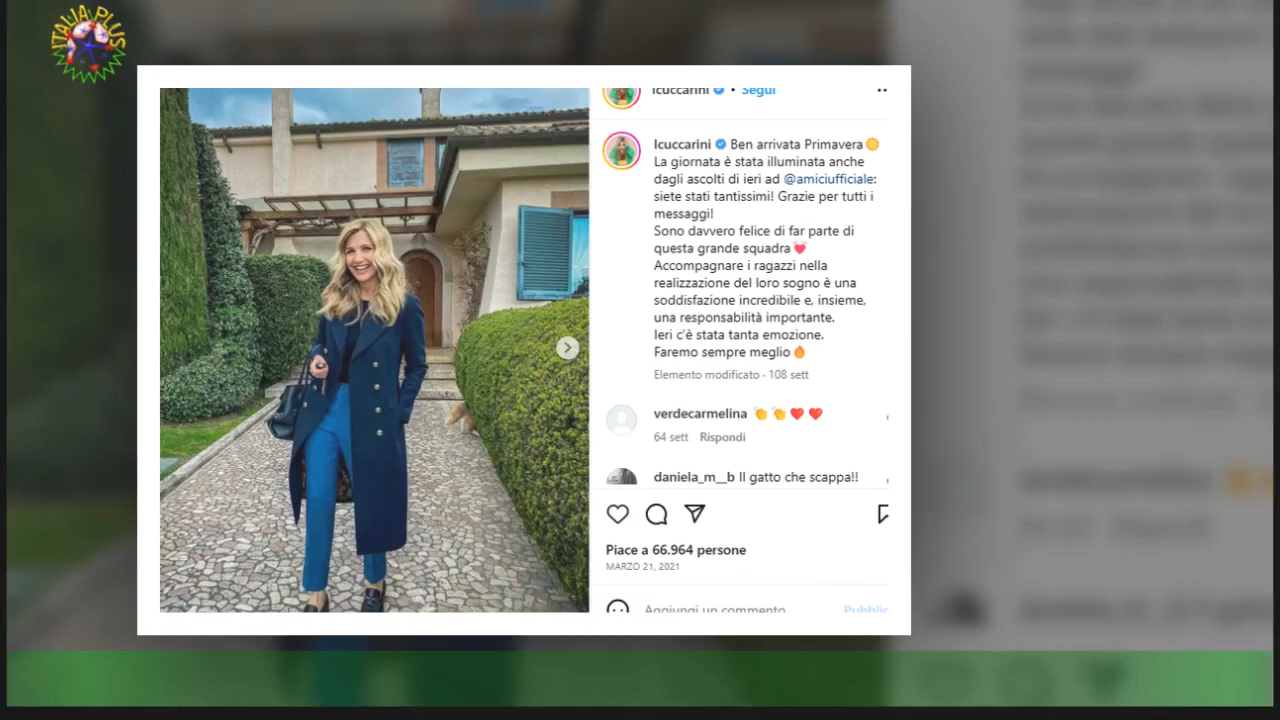 ITALIA PLUS
lcuccarini • Segui
lcuccarini Ben arrivata Primavera
La giornata è stata illuminata anche
dagli ascolti di ieri ad @amiciufficiale:
siete stati tantissimi! Grazie per tutti i
messaggi!
Sono davvero felice di far parte di
questa grande squadra
Accompagnare i ragazzi nella
realizzazione del loro sogno è una
soddisfazione incredibile e, insieme,
una responsabilità importante.
Ieri c'è stata tanta emozione.
Faremo sempre meglio
Elemento modificato · 108 sett
verdecarmelina
64 sett Rispondi
daniela_m__b Il gatto che scappa!!
Piace a 66.964 persone
MARZO 21, 2021
Aggiungi un commento